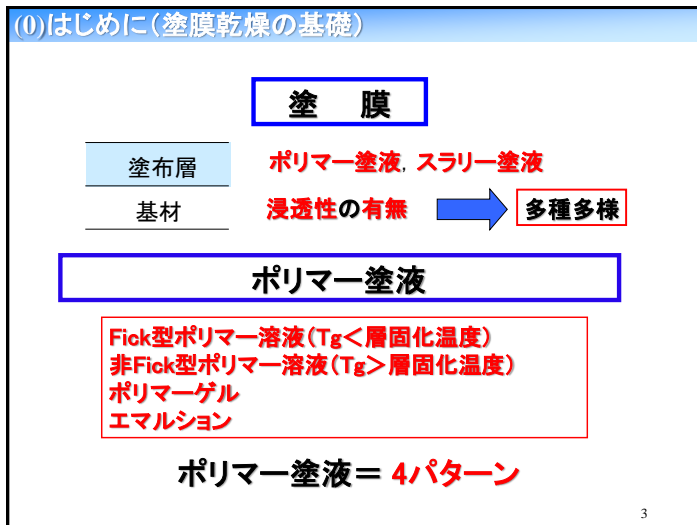 (0)はじめに(塗膜乾燥の基礎)
塗 膜
塗布層 ポリマー塗液, スラリー塗液
基材 浸透性の有無 多種多様
ポリマー塗液
Fick型ポリマー溶液(Tg<層固化温度)
非Fick型ポリマー溶液(Tg>層固化温度)
ポリマーゲル
エマルション
ポリマー塗液= 4パターン
3